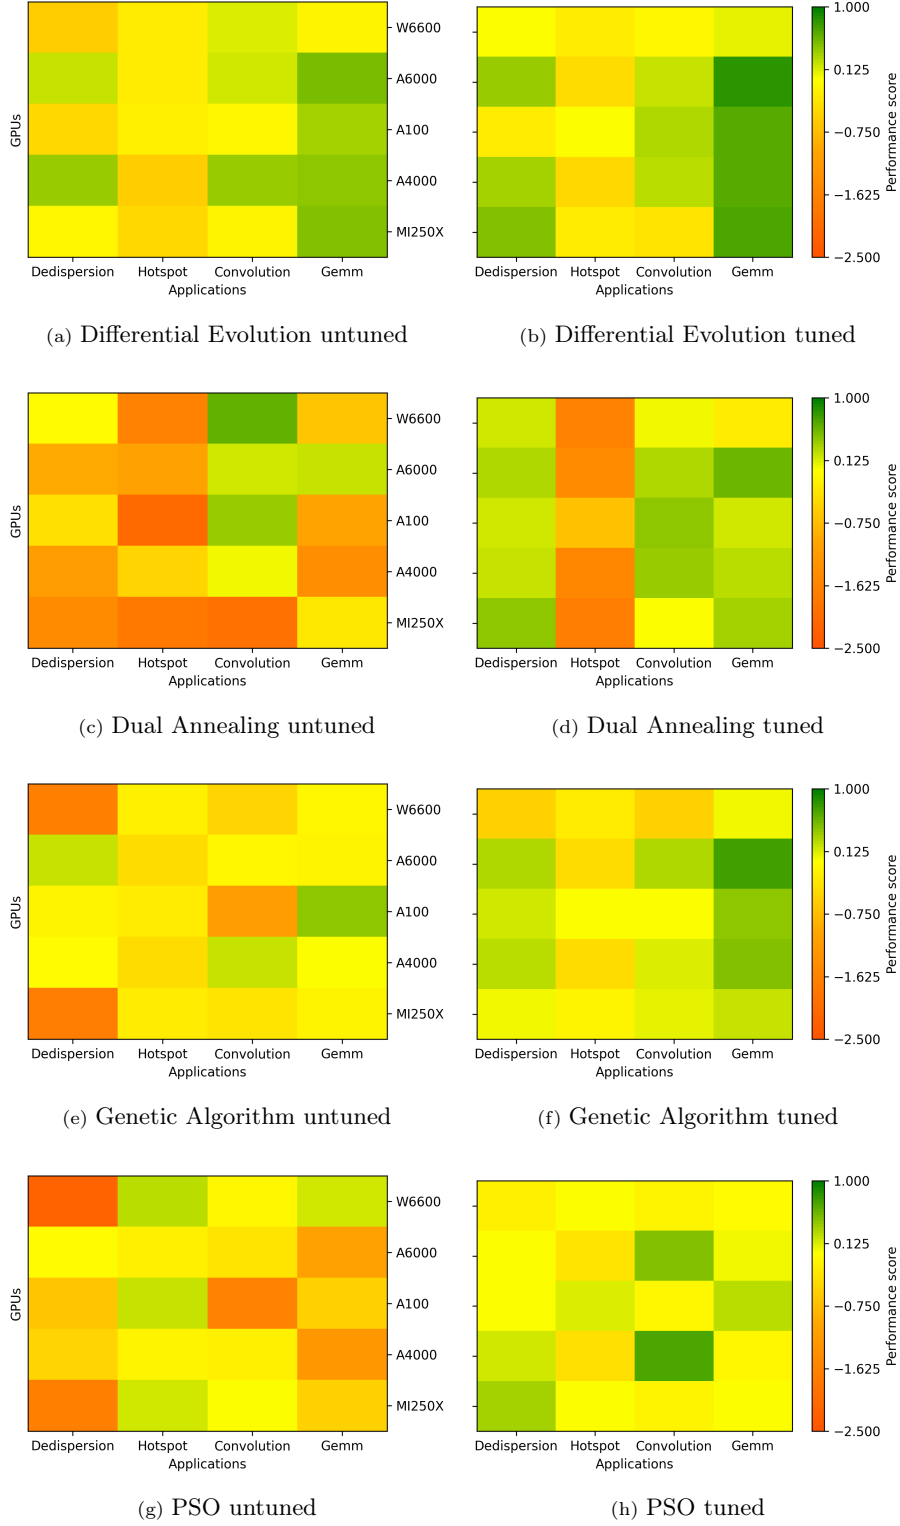 GPUs
W6600
A6000
A100
A4000
MI250X
Dedispersion Hotspot Convolution Gemm
Applications
Dedispersion Hotspot Convolution Gemm
Applications
1.000
0.125
−0.750
−1.625
−2.500
Performance score
(a) Differential Evolution untuned
(b) Differential Evolution tuned
GPUs
W6600
A6000
A100
A4000
MI250X
Dedispersion Hotspot Convolution Gemm
Applications
Dedispersion Hotspot Convolution Gemm
Applications
1.000
0.125
−0.750
−1.625
−2.500
Performance score
(c) Dual Annealing untuned
(d) Dual Annealing tuned
GPUs
W6600
A6000
A100
A4000
MI250X
Dedispersion Hotspot Convolution Gemm
Applications
Dedispersion Hotspot Convolution Gemm
Applications
1.000
0.125
−0.750
−1.625
−2.500
Performance score
(e) Genetic Algorithm untuned
(f) Genetic Algorithm tuned
GPUs
W6600
A6000
A100
A4000
MI250X
Dedispersion Hotspot Convolution Gemm
Applications
Dedispersion Hotspot Convolution Gemm
Applications
1.000
0.125
−0.750
−1.625
−2.500
Performance score
(g) PSO untuned
(h) PSO tuned